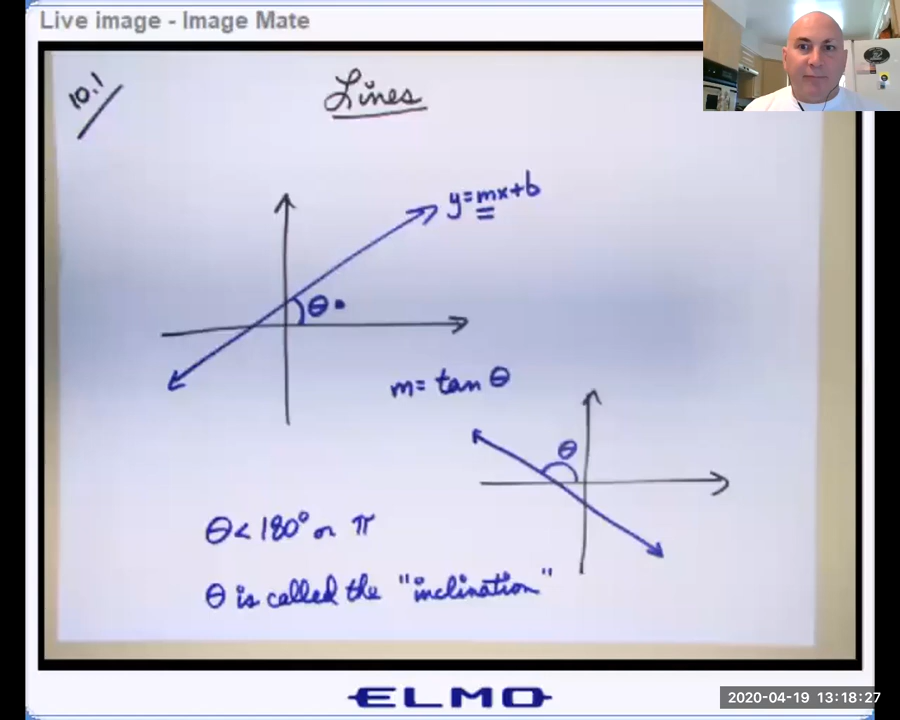 Live image - Image Mate
10.1
Lines
y=mx+b
θ
m= tan θ
θ
θ< 180° or π
θ is called the "inclination"
ELMO
2020-04-19 13:18:27